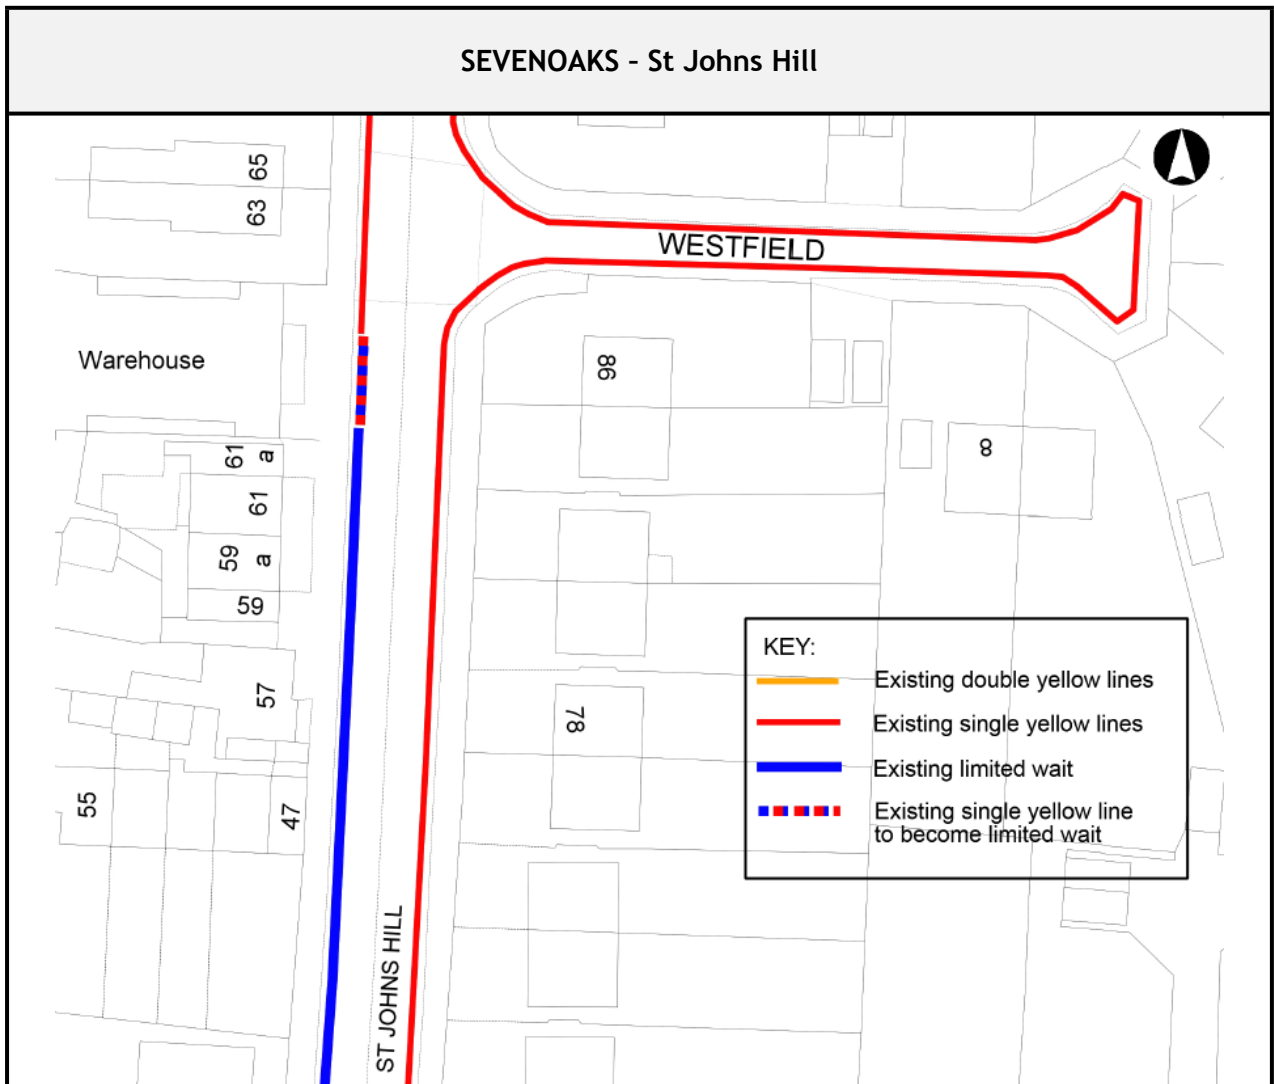 SEVENOAKS – St Johns Hill
65
63
WESTFIELD
Warehouse
86
61 a
8
61
59 a
59
57
78
55
47
KEY:
Existing double yellow lines
Existing single yellow lines
Existing limited wait
Existing single yellow line
to become limited wait
ST JOHNS HILL